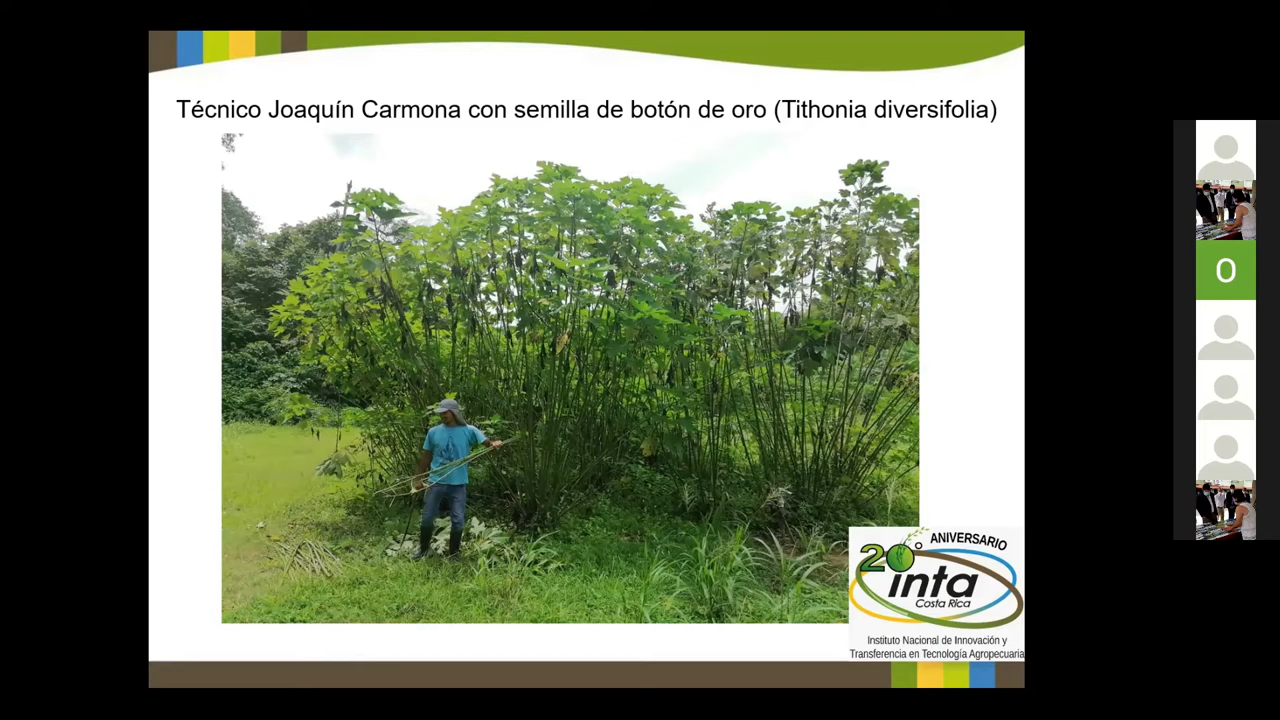 Técnico Joaquín Carmona con semilla de botón de oro (Tithonia diversifolia)
O
20° ANIVERSARIO
inta
Costa Rica
Instituto Nacional de Innovación y
Transferencia en Tecnología Agropecuaria